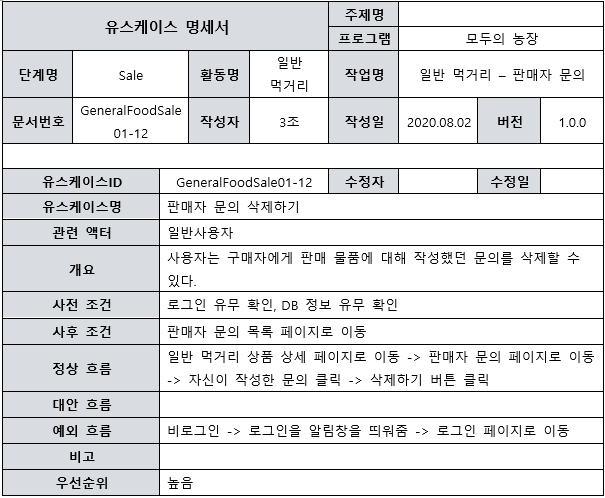 유스케이스 명세서
주제명
프로그램 모두의 농장
단계명 Sale 활동명 일반 먹거리 작업명 일반 먹거리 – 판매자 문의
문서번호 GeneralFoodSale 01-12 작성자 3조 작성일 2020.08.02 버전 1.0.0
유스케이스ID GeneralFoodSale01-12 수정자 수정일
유스케이스명 판매자 문의 삭제하기
관련 액터 일반사용자
개요 사용자는 구매자에게 판매 물품에 대해 작성했던 문의를 삭제할 수
있다.
사전 조건 로그인 유무 확인, DB 정보 유무 확인
사후 조건 판매자 문의 목록 페이지로 이동
정상 흐름 일반 먹거리 상품 상세 페이지로 이동 -> 판매자 문의 페이지로 이동
-> 자신이 작성한 문의 클릭 -> 삭제하기 버튼 클릭
대안 흐름
예외 흐름 비로그인 -> 로그인을 알림창을 띄워줌 -> 로그인 페이지로 이동
비고
우선순위 높음